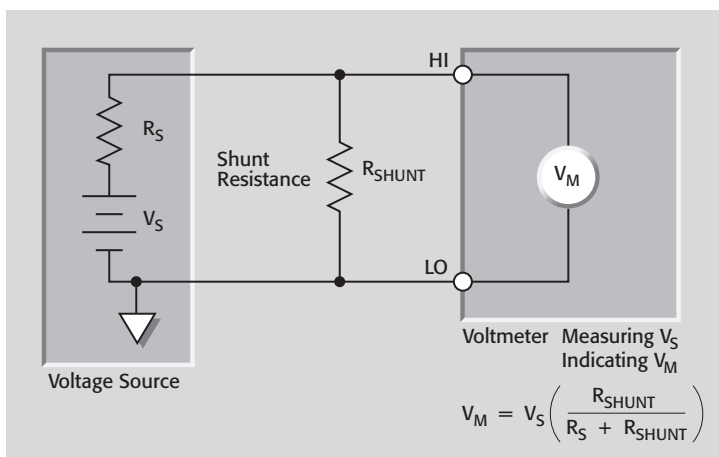 HI
R_S
Shunt
Resistance
R_SHUNT
V_M
V_S
LO
Voltage Source
Voltmeter Measuring V_S
Indicating V_M
V_M = V_S ( R_SHUNT / R_S + R_SHUNT )